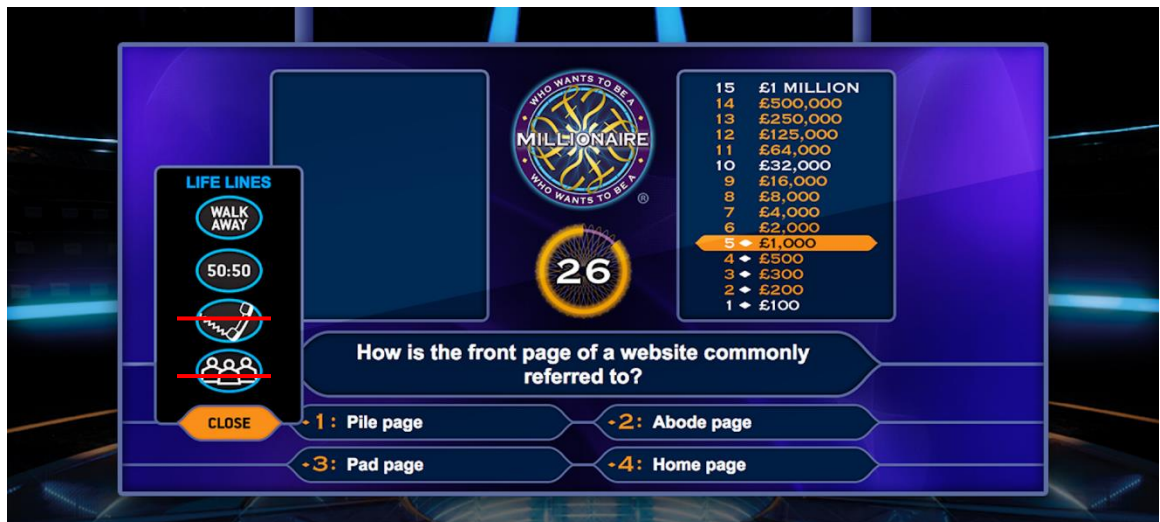 WHO WANTS TO BE A
MILLIONAIRE
WHO WANTS TO BE A
®
15 £1 MILLION
14 £500,000
13 £250,000
12 £125,000
11 £64,000
10 £32,000
9 £16,000
8 £8,000
7 £4,000
6 £2,000
5 £1,000
4 £500
3 £300
2 £200
1 £100
LIFE LINES
WALK
AWAY
50:50
CLOSE
26
How is the front page of a website commonly
referred to?
1: Pile page
2: Abode page
3: Pad page
4: Home page